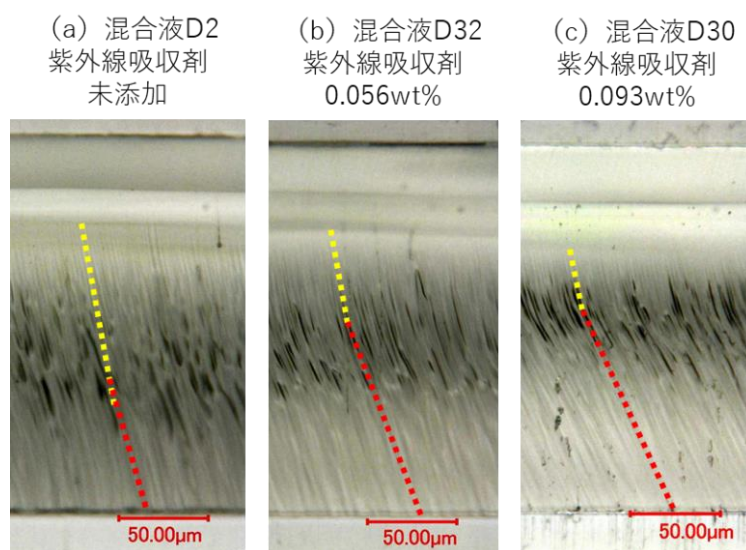 (a) 混合液D2
紫外線吸収剤
未添加
(b) 混合液D32
紫外線吸収剤
0.056wt%
(c) 混合液D30
紫外線吸収剤
0.093wt%
50.00μm
50.00μm
50.00μm